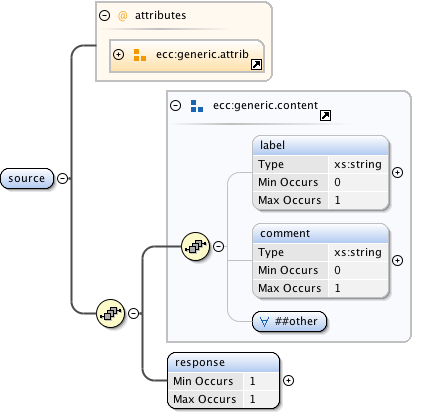 @ attributes
ecc:generic.attrib
ecc:generic.content
label
Type xs:string
Min Occurs 0
Max Occurs 1
source
comment
Type xs:string
Min Occurs 0
Max Occurs 1
∀ ##other
response
Min Occurs 1
Max Occurs 1